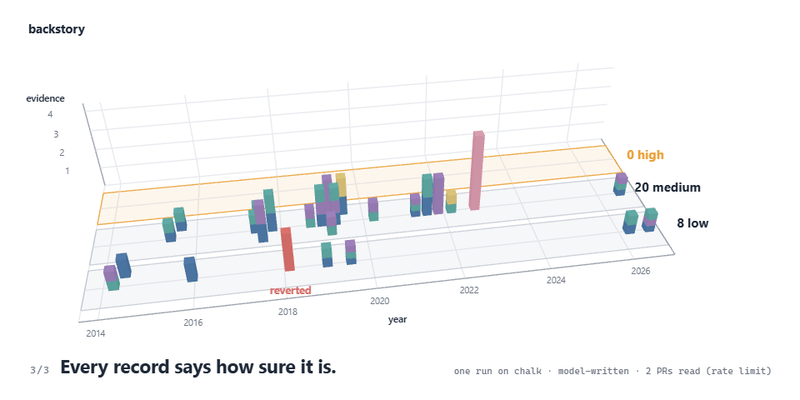 backstory
evidence
4
3
2
1
0 high
20 medium
8 low
reverted
2014
2016
2018
2020
2022
2024
2026
year
3/3 Every record says how sure it is.
one run on chalk · model-written · 2 PRs read (rate limit)